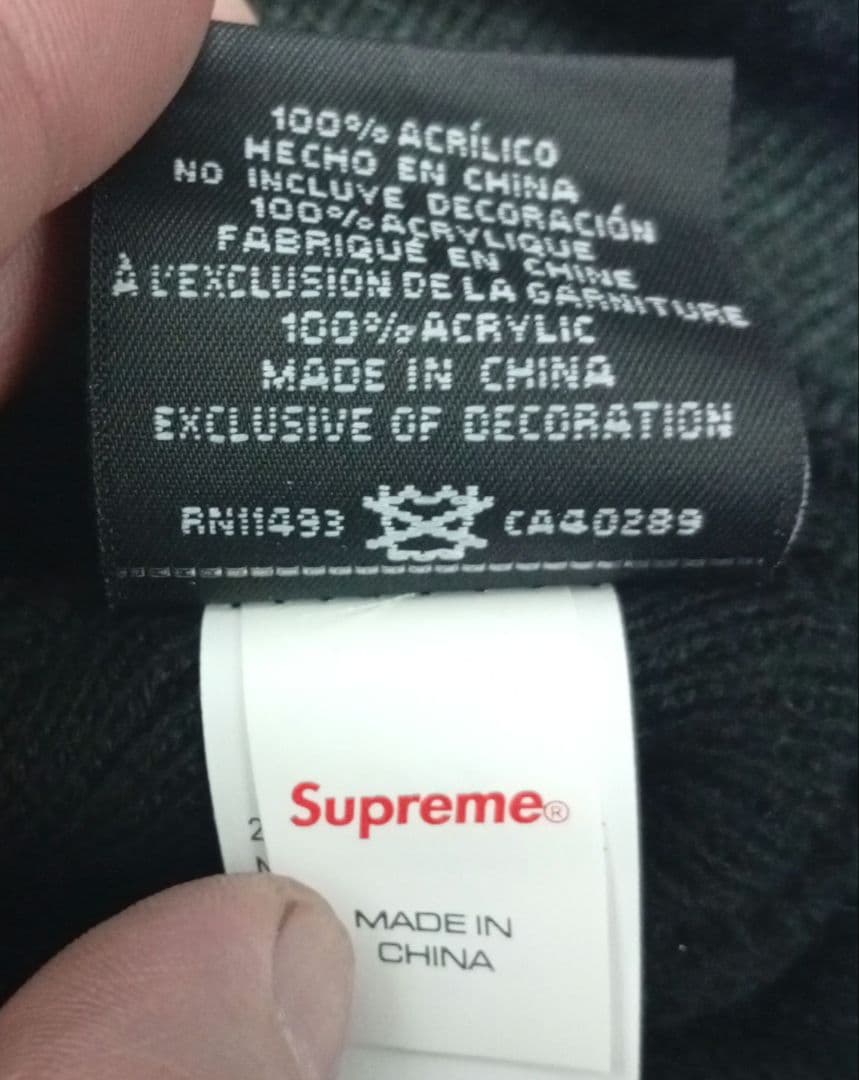 100% ACRÍLICO
HECHO EN CHINA
NO INCLUYE DECORACIÓN
100% ACRYLIQUE
FABRIQUÉ EN CHINE
À L'EXCLUSION DE LA GARNITURE
100% ACRYLIC
MADE IN CHINA
EXCLUSIVE OF DECORATION
RN11493 CA40289
Supreme®
2
MADE IN
CHINA